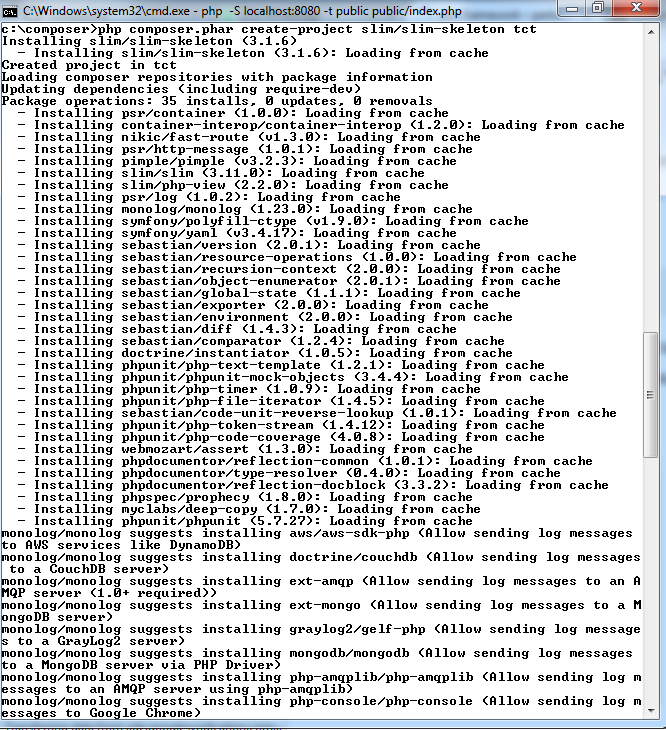 C:\Windows\system32\cmd.exe - php -S localhost:8080 -t public public/index.php
c:\composer>php composer.phar create-project slim/slim-skeleton tct
Installing slim/slim-skeleton (3.1.6)
  - Installing slim/slim-skeleton (3.1.6): Loading from cache
Created project in tct
Loading composer repositories with package information
Updating dependencies (including require-dev)
Package operations: 35 installs, 0 updates, 0 removals
  - Installing psr/container (1.0.0): Loading from cache
  - Installing container-interop/container-interop (1.2.0): Loading from cache
  - Installing nikic/fast-route (v1.3.0): Loading from cache
  - Installing psr/http-message (1.0.1): Loading from cache
  - Installing pimple/pimple (v3.2.3): Loading from cache
  - Installing slim/slim (3.11.0): Loading from cache
  - Installing slim/php-view (2.2.0): Loading from cache
  - Installing psr/log (1.0.2): Loading from cache
  - Installing monolog/monolog (1.23.0): Loading from cache
  - Installing symfony/polyfill-ctype (v1.9.0): Loading from cache
  - Installing symfony/yaml (v3.4.17): Loading from cache
  - Installing sebastian/version (2.0.1): Loading from cache
  - Installing sebastian/resource-operations (1.0.0): Loading from cache
  - Installing sebastian/recursion-context (2.0.0): Loading from cache
  - Installing sebastian/object-enumerator (2.0.1): Loading from cache
  - Installing sebastian/global-state (1.1.1): Loading from cache
  - Installing sebastian/exporter (2.0.0): Loading from cache
  - Installing sebastian/environment (2.0.0): Loading from cache
  - Installing sebastian/diff (1.4.3): Loading from cache
  - Installing sebastian/comparator (1.2.4): Loading from cache
  - Installing doctrine/instantiator (1.0.5): Loading from cache
  - Installing phpunit/php-text-template (1.2.1): Loading from cache
  - Installing phpunit/phpunit-mock-objects (3.4.4): Loading from cache
  - Installing phpunit/php-timer (1.0.9): Loading from cache
  - Installing phpunit/php-file-iterator (1.4.5): Loading from cache
  - Installing sebastian/code-unit-reverse-lookup (1.0.1): Loading from cache
  - Installing phpunit/php-token-stream (1.4.12): Loading from cache
  - Installing phpunit/php-code-coverage (4.0.8): Loading from cache
  - Installing webmozart/assert (1.3.0): Loading from cache
  - Installing phpdocumentor/reflection-common (1.0.1): Loading from cache
  - Installing phpdocumentor/type-resolver (0.4.0): Loading from cache
  - Installing phpdocumentor/reflection-docblock (3.3.2): Loading from cache
  - Installing phpspec/prophecy (1.8.0): Loading from cache
  - Installing myclabs/deep-copy (1.7.0): Loading from cache
  - Installing phpunit/phpunit (5.7.27): Loading from cache
monolog/monolog suggests installing aws/aws-sdk-php (Allow sending log messages
to AWS services like DynamoDB)
monolog/monolog suggests installing doctrine/couchdb (Allow sending log messages
 to a CouchDB server)
monolog/monolog suggests installing ext-amqp (Allow sending log messages to an A
MQP server (1.0+ required))
monolog/monolog suggests installing ext-mongo (Allow sending log messages to a M
ongoDB server)
monolog/monolog suggests installing graylog2/gelf-php (Allow sending log message
s to a GrayLog2 server)
monolog/monolog suggests installing mongodb/mongodb (Allow sending log messages
to a MongoDB server via PHP Driver)
monolog/monolog suggests installing php-amqplib/php-amqplib (Allow sending log m
essages to an AMQP server using php-amqplib)
monolog/monolog suggests installing php-console/php-console (Allow sending log m
essages to Google Chrome)